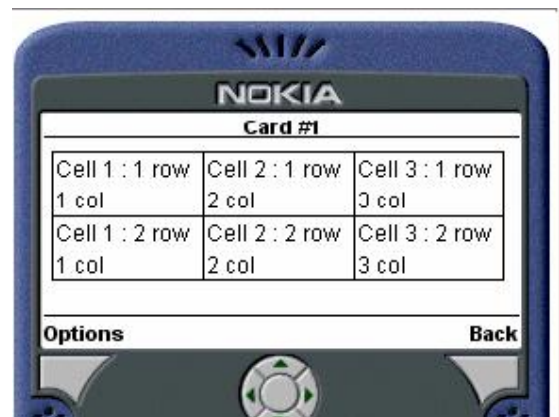 NOKIA
Card #1
Cell 1 : 1 row Cell 2 : 1 row Cell 3 : 1 row
1 col 2 col 3 col
Cell 1 : 2 row Cell 2 : 2 row Cell 3 : 2 row
1 col 2 col 3 col
Options Back